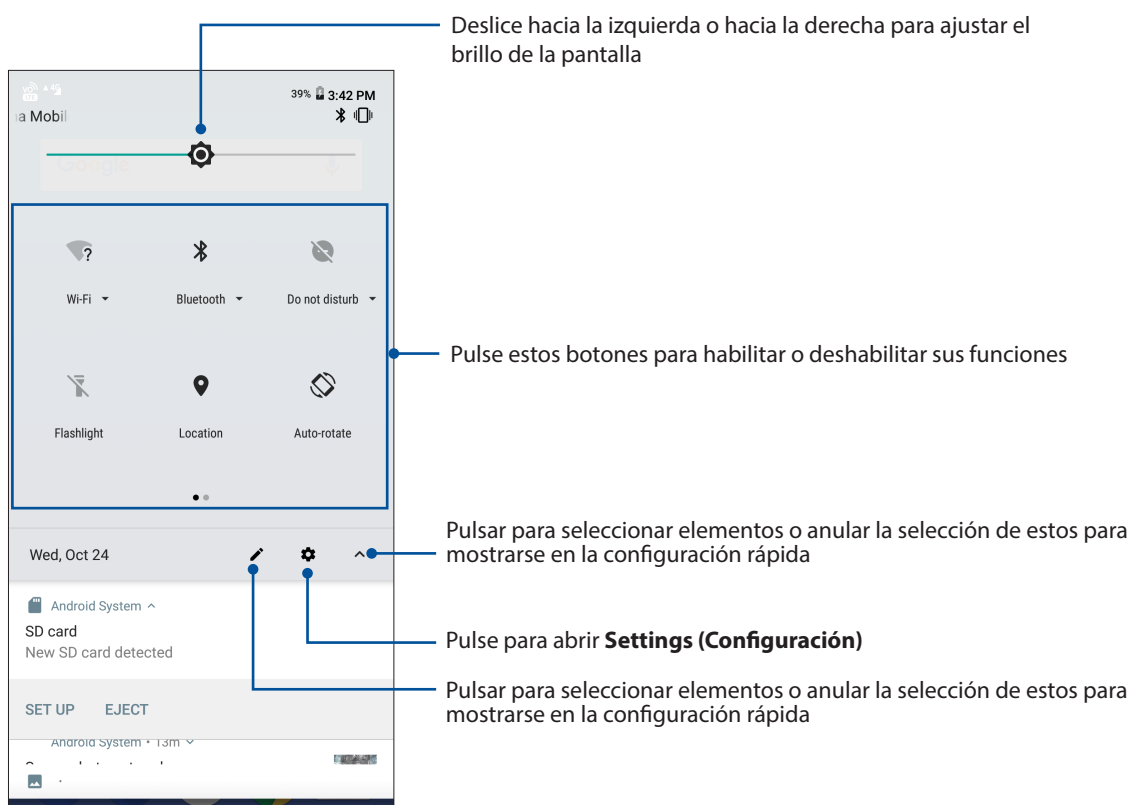 Deslice hacia la izquierda o hacia la derecha para ajustar el
brillo de la pantalla
39% 3:42 PM
a Mobil
Google
?
Wi-Fi
Bluetooth
Do not disturb
Pulse estos botones para habilitar o deshabilitar sus funciones
Flashlight
Location
Auto-rotate
Pulsar para seleccionar elementos o anular la selección de estos para
mostrarse en la configuración rápida
Wed, Oct 24
Android System
SD card
New SD card detected
Pulse para abrir Settings (Configuración)
Pulsar para seleccionar elementos o anular la selección de estos para
mostrarse en la configuración rápida
SET UP EJECT
Android System • 13m